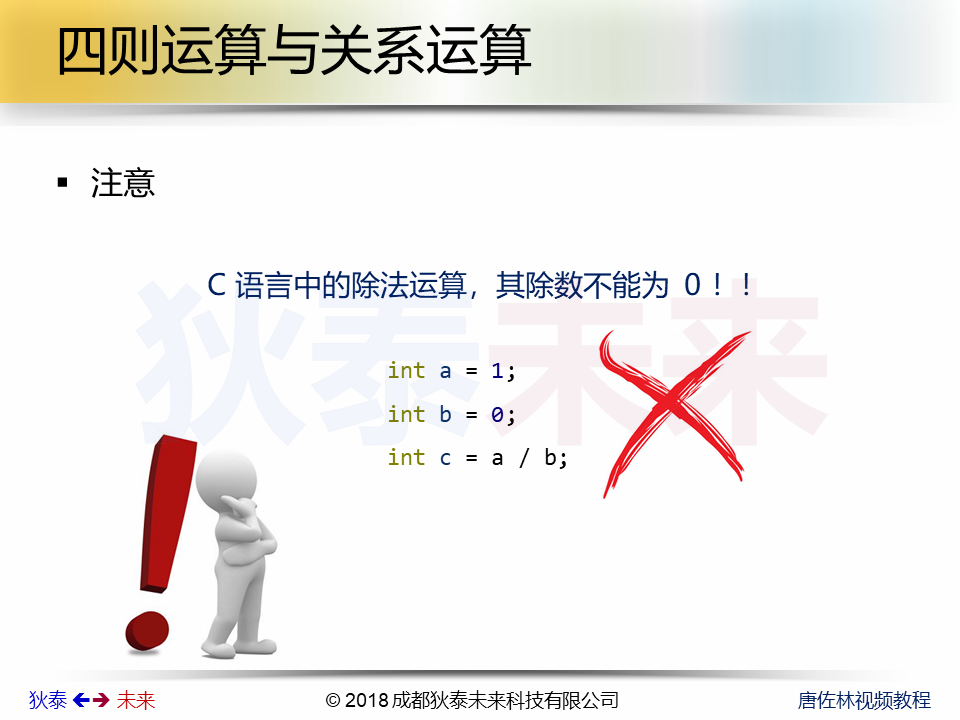 四则运算与关系运算
▪ 注意
C 语言中的除法运算，其除数不能为 0！！
狄泰未来
int a = 1;
int b = 0;
int c = a / b;
狄泰 未来
© 2018 成都狄泰未来科技有限公司
唐佐林视频教程